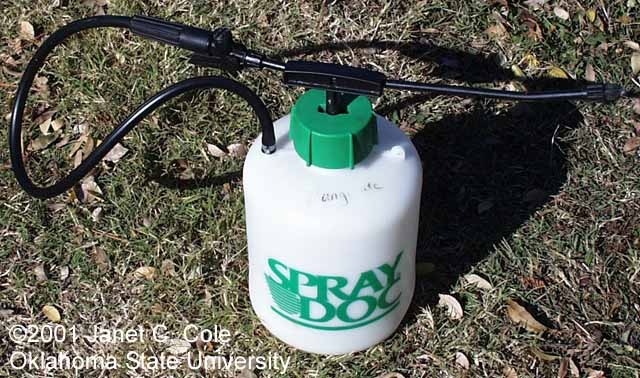 SPRAY
DOC
©2001 Janet C. Cole
Oklahoma State University